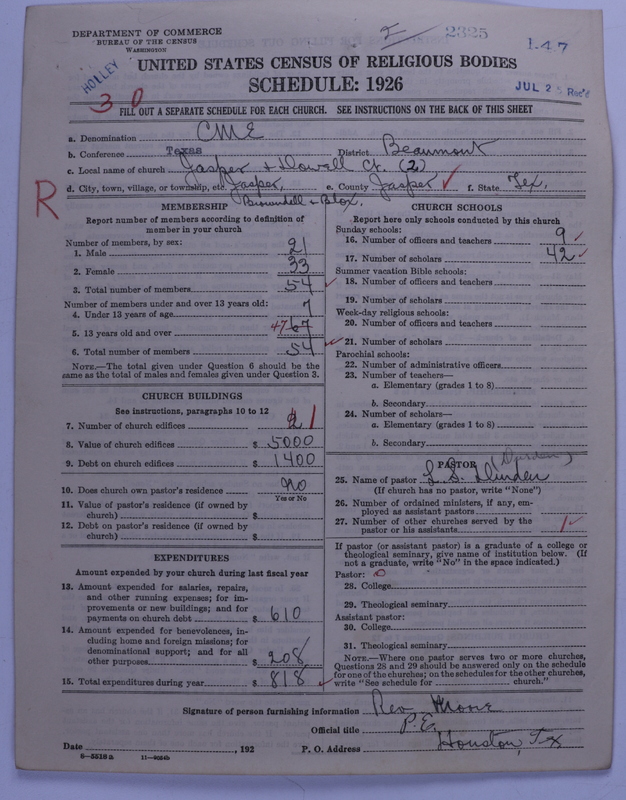 DEPARTMENT OF COMMERCE
BUREAU OF THE CENSUS
WASHINGTON
2325
1-47
HOLLEY
UNITED STATES CENSUS OF RELIGIOUS BODIES
SCHEDULE: 1926
JUL 2 Rec'd
3 0
FILL OUT A SEPARATE SCHEDULE FOR EACH CHURCH. SEE INSTRUCTIONS ON THE BACK OF THIS SHEET
a. Denomination CME
b. Conference Texas District Beaumont
c. Local name of church Jasper + Dowell Ct. (2)
d. City, town, village, or township, etc Jasper, e. County Jasper f. State Tex.
R
MEMBERSHIP
Report number of members according to definition of member in your church
Number of members, by sex:
1. Male 21
2. Female 33
3. Total number of members 54
Number of members under and over 13 years old:
4. Under 13 years of age 7
5. 13 years old and over 47 67
6. Total number of members 54
NOTE.—The total given under Question 6 should be the same as the total of males and females given under Question 3.
CHURCH BUILDINGS
See instructions, paragraphs 10 to 12
7. Number of church edifices 2 1
8. Value of church edifices $ 5000
9. Debt on church edifices $ 1400
10. Does church own pastor's residence No
Yes or No
11. Value of pastor's residence (if owned by church) $
12. Debt on pastor's residence (if owned by church) $
EXPENDITURES
Amount expended by your church during last fiscal year
13. Amount expended for salaries, repairs, and other running expenses; for improvements or new buildings; and for payments on church debt $ 610
14. Amount expended for benevolences, including home and foreign missions; for denominational support; and for all other purposes $ 208
15. Total expenditures during year $ 818
CHURCH SCHOOLS
Report here only schools conducted by this church
Sunday schools:
16. Number of officers and teachers 9
17. Number of scholars 42
Summer vacation Bible schools:
18. Number of officers and teachers
19. Number of scholars
Week-day religious schools:
20. Number of officers and teachers
21. Number of scholars
Parochial schools:
22. Number of administrative officers
23. Number of teachers—
a. Elementary (grades 1 to 8)
b. Secondary
24. Number of scholars—
a. Elementary (grades 1 to 8)
b. Secondary
PASTOR
25. Name of pastor L. S. Durden (Durden)
(If church has no pastor, write "None")
26. Number of ordained ministers, if any, employed as assistant pastors
27. Number of other churches served by the pastor or his assistants 1
If pastor (or assistant pastor) is a graduate of a college or theological seminary, give name of institution below. (If not a graduate, write "No" in the space indicated.)
Pastor: 0
28. College
29. Theological seminary
Assistant pastor:
30. College
31. Theological seminary
NOTE.—Where one pastor serves two or more churches, Questions 28 and 29 should be answered only on the schedule for one of the churches; on the schedules for the other churches, write "See schedule for church."
Signature of person furnishing information Rev
Official title P.E.
Date , 192 P. O. Address Houston, Tex
8-5516a 11-9054b